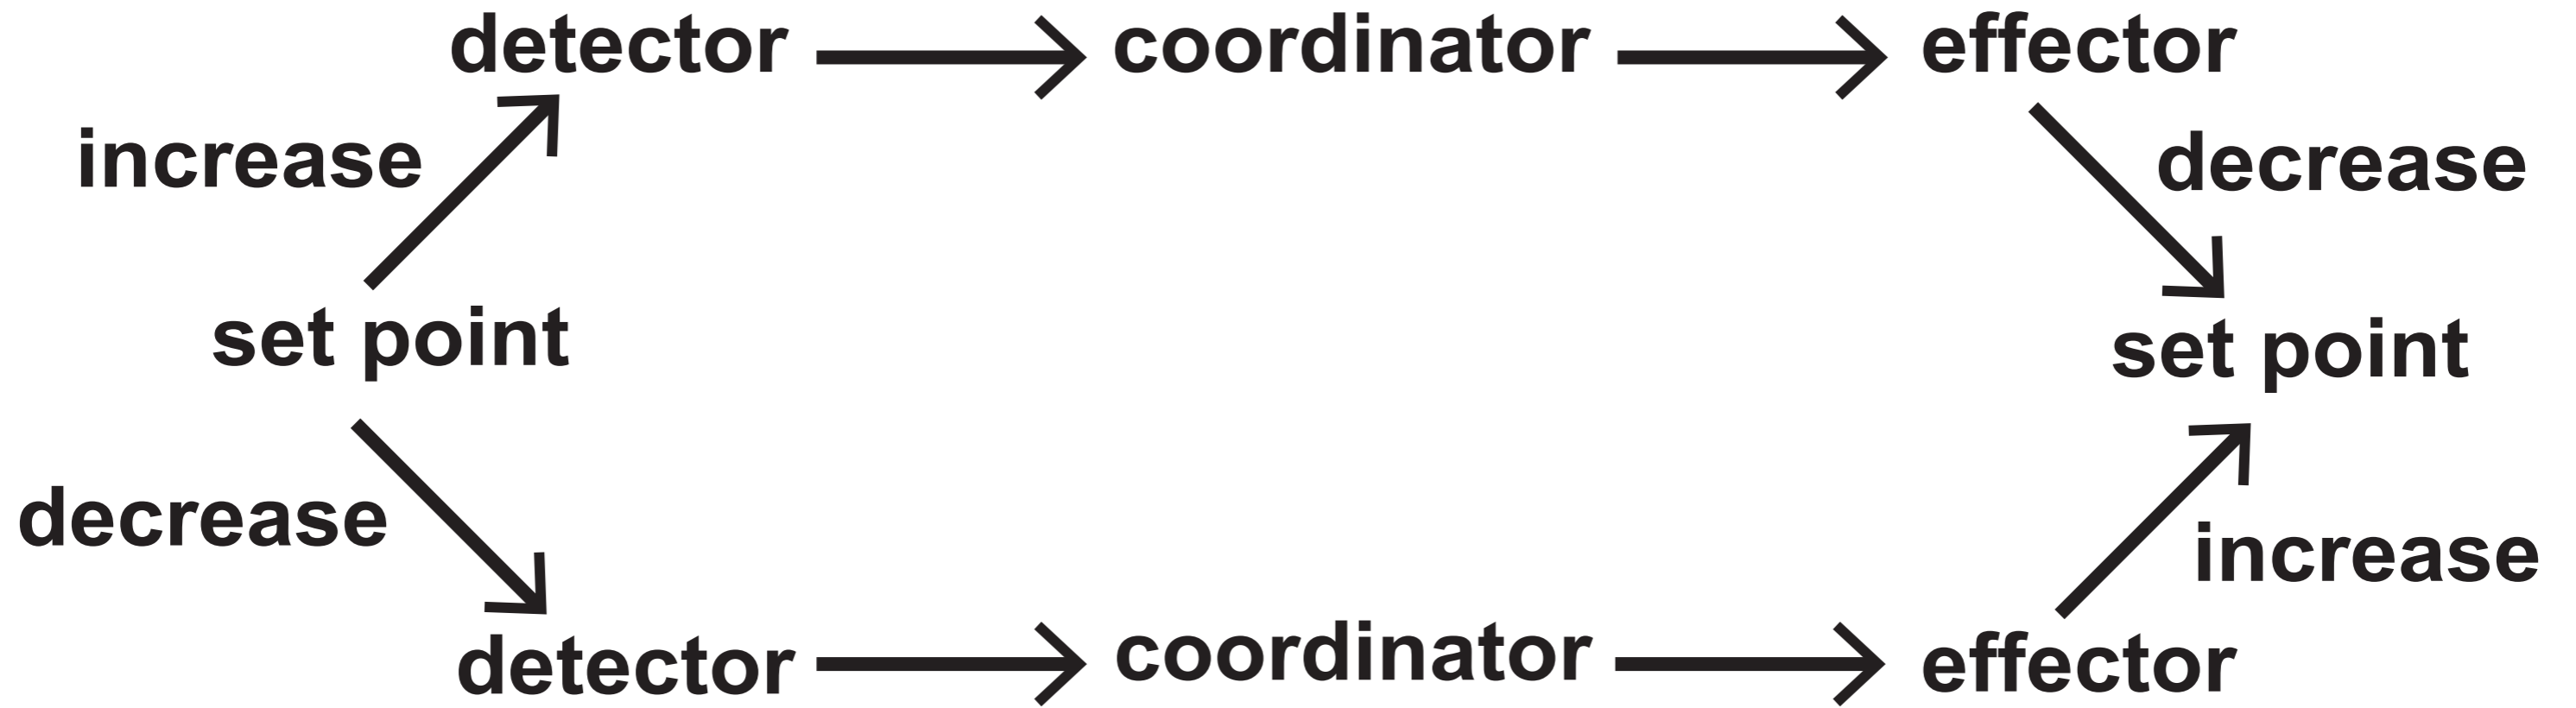 detector coordinator effector
increase decrease
set point set point
decrease increase
detector coordinator effector